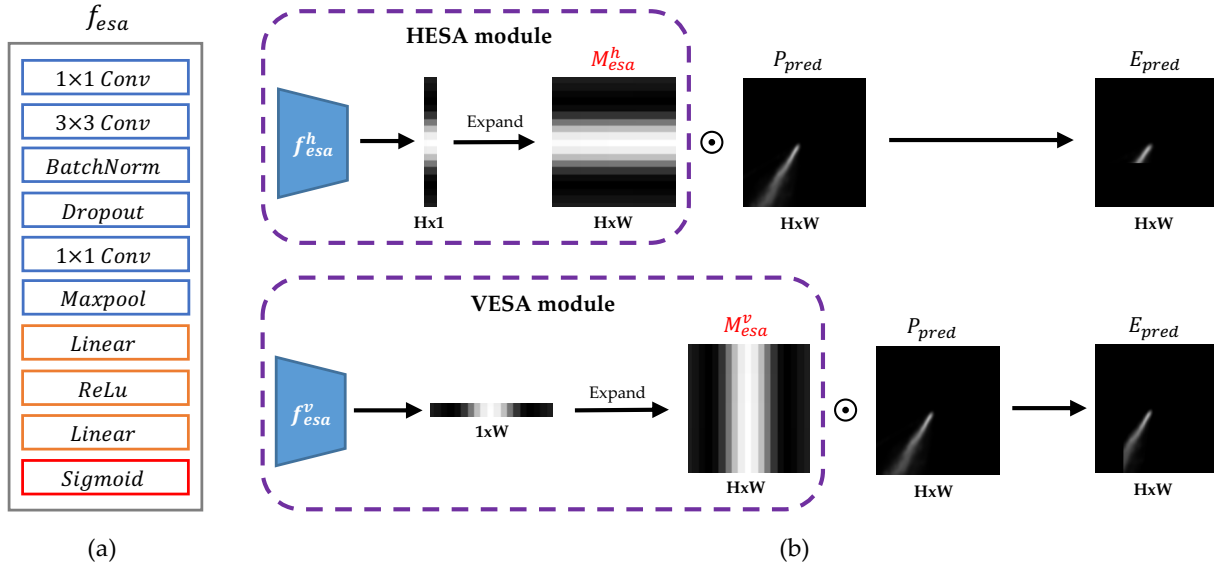 f_esa
1×1 Conv
3×3 Conv
BatchNorm
Dropout
1×1 Conv
Maxpool
Linear
ReLu
Linear
Sigmoid
(a)
HESA module
f^h_esa
Hx1
Expand
M^h_esa
HxW
⊙
P_pred
HxW
E_pred
HxW
VESA module
f^v_esa
1xW
Expand
M^v_esa
HxW
⊙
P_pred
HxW
E_pred
HxW
(b)